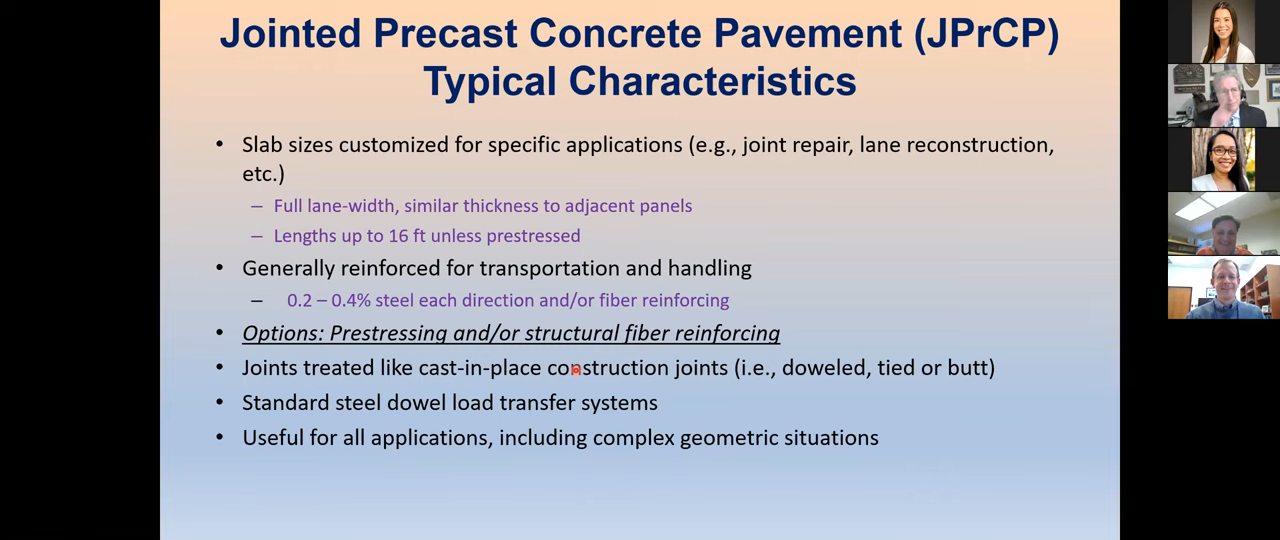 Jointed Precast Concrete Pavement (JPrCP)
Typical Characteristics
• Slab sizes customized for specific applications (e.g., joint repair, lane reconstruction,
etc.)
– Full lane-width, similar thickness to adjacent panels
– Lengths up to 16 ft unless prestressed
• Generally reinforced for transportation and handling
– 0.2 – 0.4% steel each direction and/or fiber reinforcing
• Options: Prestressing and/or structural fiber reinforcing
• Joints treated like cast-in-place construction joints (i.e., doweled, tied or butt)
• Standard steel dowel load transfer systems
• Useful for all applications, including complex geometric situations